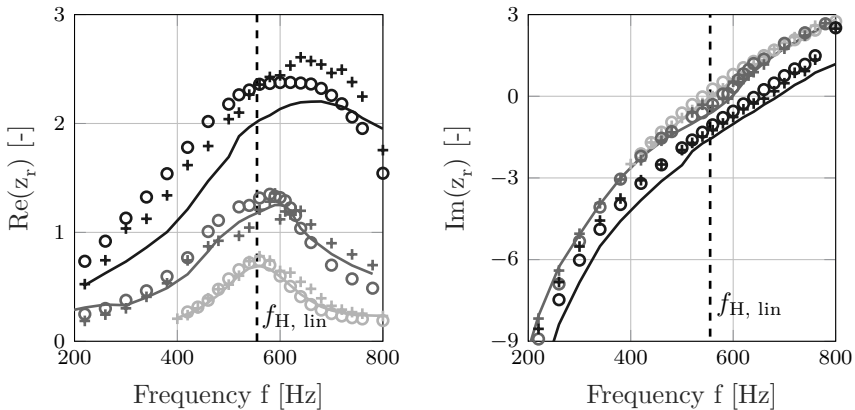 3
2
1
0
200
400
600
800
Re(z_r) [-]
Frequency f [Hz]
f_H, lin
3
0
−3
−6
−9
200
400
600
800
Im(z_r) [-]
Frequency f [Hz]
f_H, lin